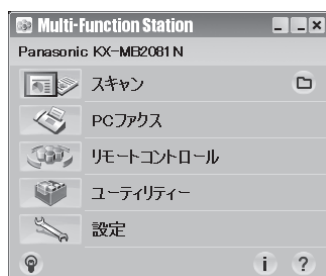 Multi-Function Station
Panasonic KX-MB2081N
スキャン
PCファクス
リモートコントロール
ユーティリティー
設定
i ?